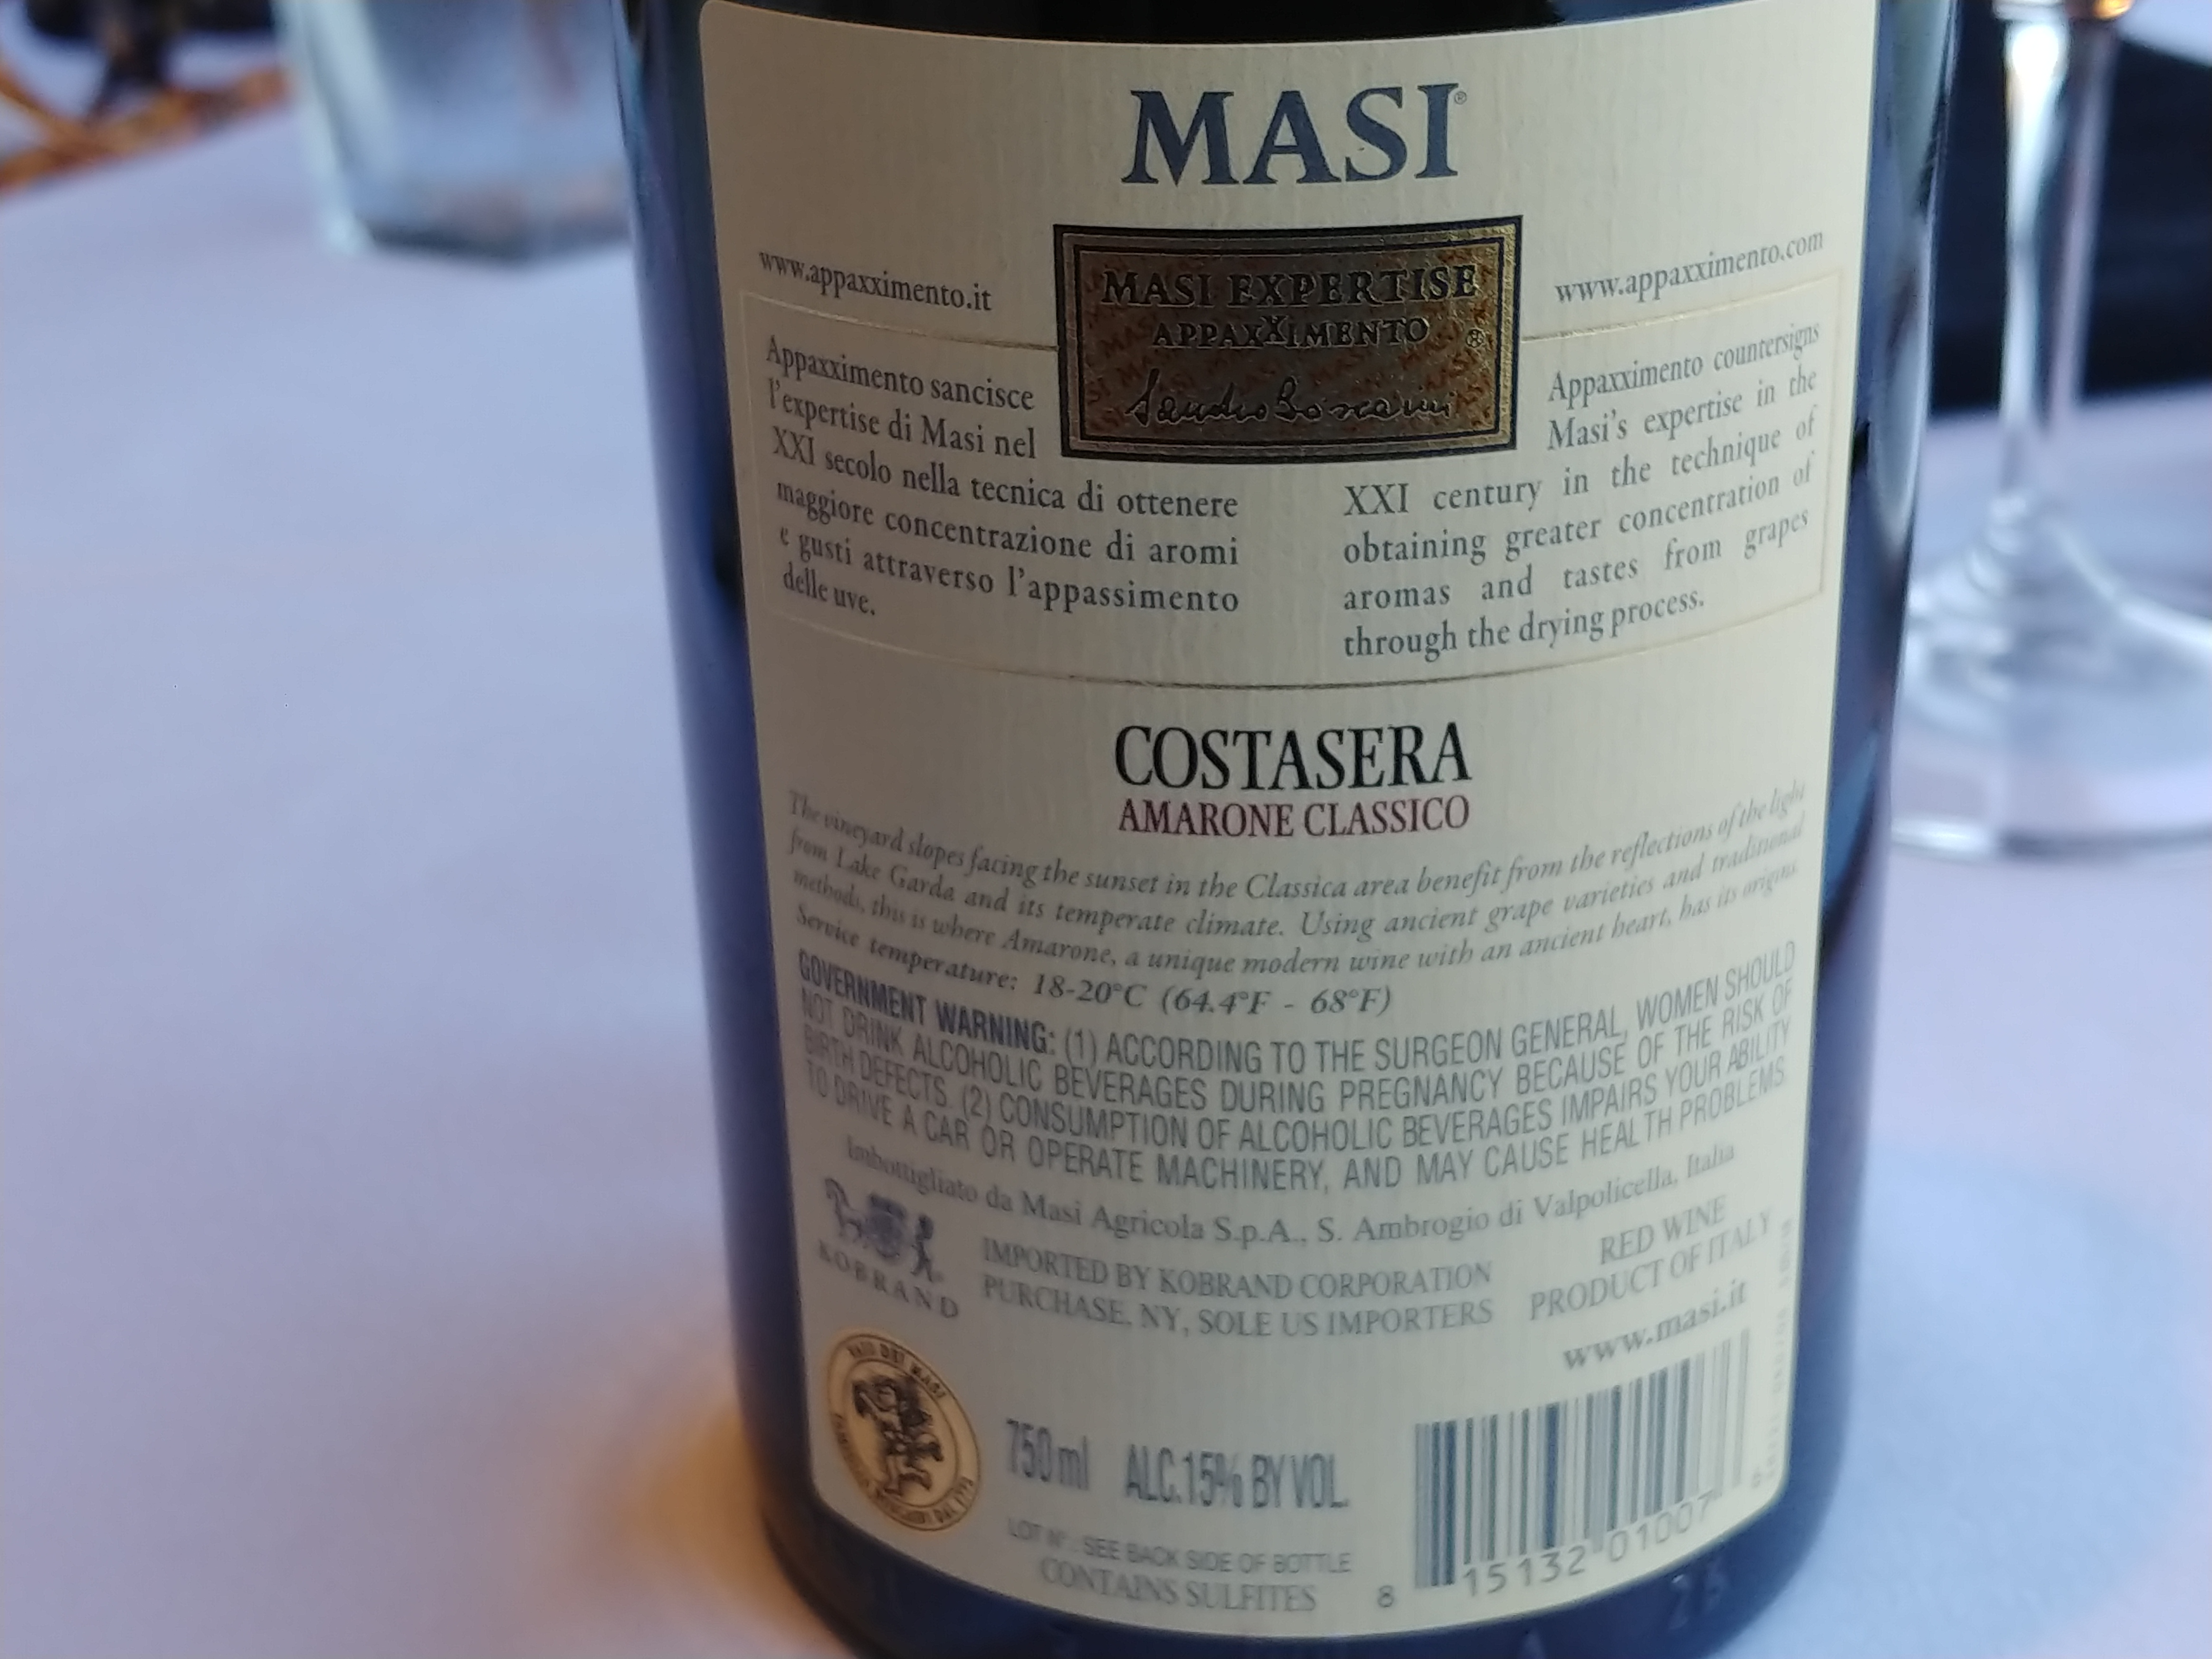 MASI®
www.appaxximento.it
www.appaxximento.com
MASI EXPERTISE
APPAXXIMENTO ®
Sandro Boscaini
Appaxximento sancisce
l'expertise di Masi nel
XXI secolo nella tecnica di ottenere
maggiore concentrazione di aromi
e gusti attraverso l'appassimento
delle uve.
Appaxximento countersigns
Masi's expertise in the
XXI century in the technique of
obtaining greater concentration of
aromas and tastes from grapes
through the drying process.
COSTASERA
AMARONE CLASSICO
The vineyard slopes facing the sunset in the Classica area benefit from the reflections of the light
from Lake Garda and its temperate climate. Using ancient grape varieties and traditional
methods, this is where Amarone, a unique modern wine with an ancient heart, has its origins.
Service temperature: 18-20°C (64.4°F - 68°F)
GOVERNMENT WARNING: (1) ACCORDING TO THE SURGEON GENERAL, WOMEN SHOULD
NOT DRINK ALCOHOLIC BEVERAGES DURING PREGNANCY BECAUSE OF THE RISK OF
BIRTH DEFECTS. (2) CONSUMPTION OF ALCOHOLIC BEVERAGES IMPAIRS YOUR ABILITY
TO DRIVE A CAR OR OPERATE MACHINERY, AND MAY CAUSE HEALTH PROBLEMS.
Imbottigliato da Masi Agricola S.p.A., S. Ambrogio di Valpolicella, Italia
KOBRAND
IMPORTED BY KOBRAND CORPORATION
PURCHASE, NY, SOLE US IMPORTERS
RED WINE
PRODUCT OF ITALY
www.masi.it
750 ml ALC.15% BY VOL.
LOT N°: SEE BACK SIDE OF BOTTLE
CONTAINS SULFITES
8 15132 01007